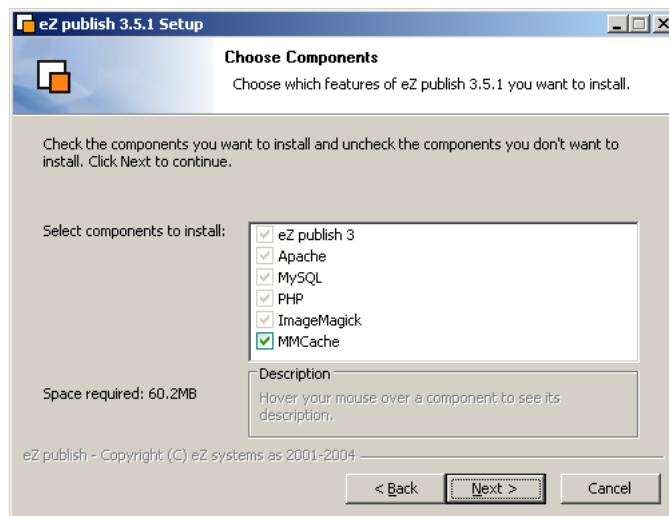 eZ publish 3.5.1 Setup
Choose Components
Choose which features of eZ publish 3.5.1 you want to install.
Check the components you want to install and uncheck the components you don't want to
install. Click Next to continue.
Select components to install:
eZ publish 3
Apache
MySQL
PHP
ImageMagick
MMCache
Space required: 60.2MB
Description
Hover your mouse over a component to see its
description.
eZ publish - Copyright (C) eZ systems as 2001-2004
< Back
Next >
Cancel